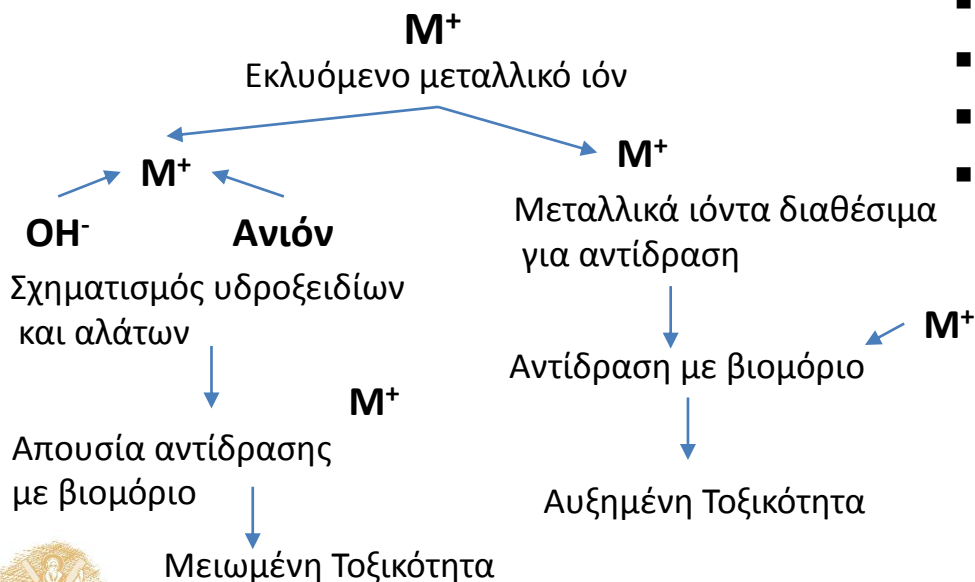 M⁺
Εκλυόμενο μεταλλικό ιόν
M⁺
OH⁻ Ανιόν
Σχηματισμός υδροξειδίων
και αλάτων
M⁺
Απουσία αντίδρασης
με βιομόριο
Μειωμένη Τοξικότητα
M⁺
Μεταλλικά ιόντα διαθέσιμα
για αντίδραση
M⁺
Αντίδραση με βιομόριο
Αυξημένη Τοξικότητα